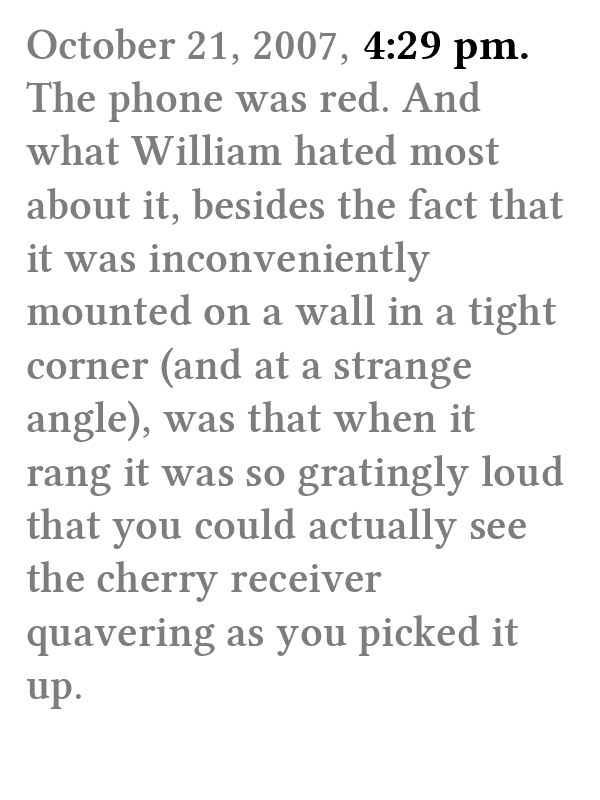 October 21, 2007, 4:29 pm.
The phone was red. And
what William hated most
about it, besides the fact that
it was inconveniently
mounted on a wall in a tight
corner (and at a strange
angle), was that when it
rang it was so gratingly loud
that you could actually see
the cherry receiver
quavering as you picked it
up.